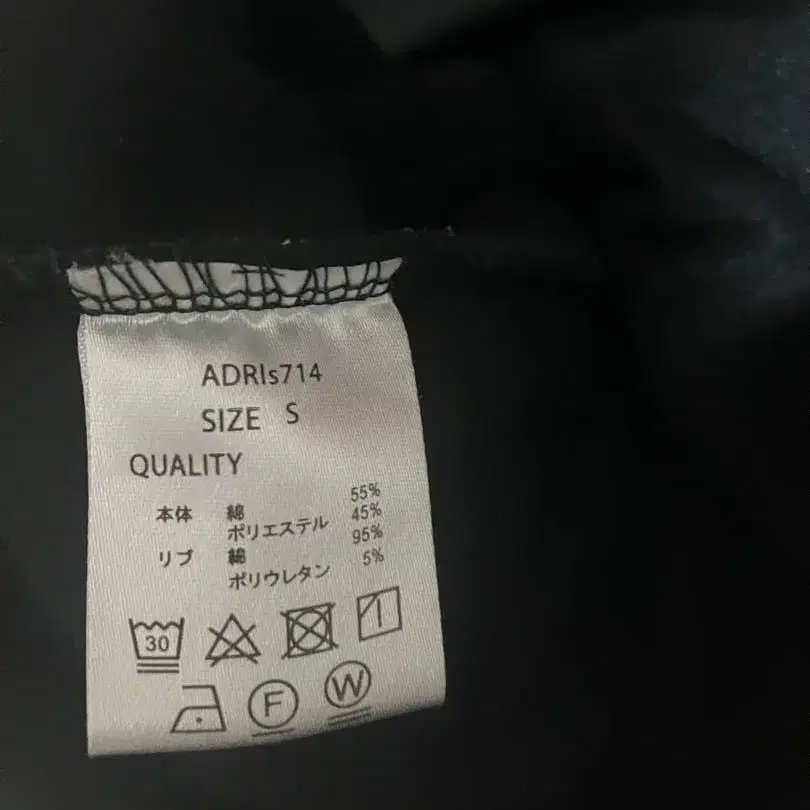 ADRIs714
SIZE S
QUALITY
本体 綿 55%
ポリエステル 45%
リブ 綿 95%
ポリウレタン 5%
30
F
W